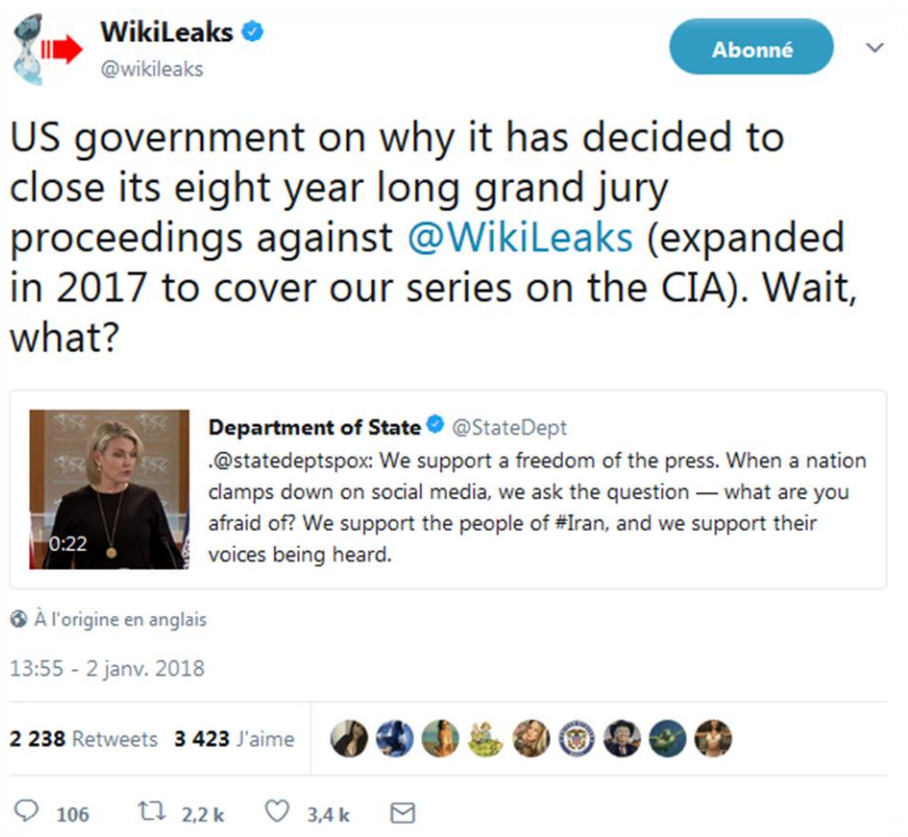 WikiLeaks
@wikileaks
Abonné
US government on why it has decided to
close its eight year long grand jury
proceedings against @WikiLeaks (expanded
in 2017 to cover our series on the CIA). Wait,
what?
Department of State @StateDept
.@statedeptspox: We support a freedom of the press. When a nation
clamps down on social media, we ask the question — what are you
afraid of? We support the people of #Iran, and we support their
voices being heard.
0:22
À l'origine en anglais
13:55 - 2 janv. 2018
2 238 Retweets 3 423 J'aime
106 2,2 k 3,4 k